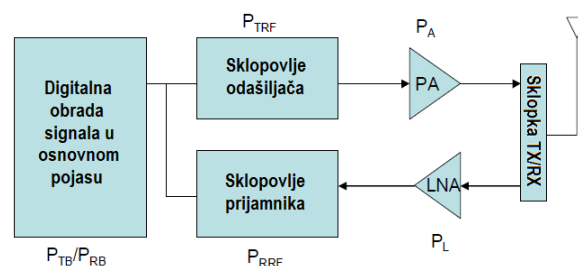 P_TRF
P_A
Sklopovlje
odašiljača
PA
Digitalna
obrada
signala u
osnovnom
pojasu
Sklopka TX/RX
Sklopovlje
prijamnika
LNA
P_L
P_TB/P_RB
P_RRF